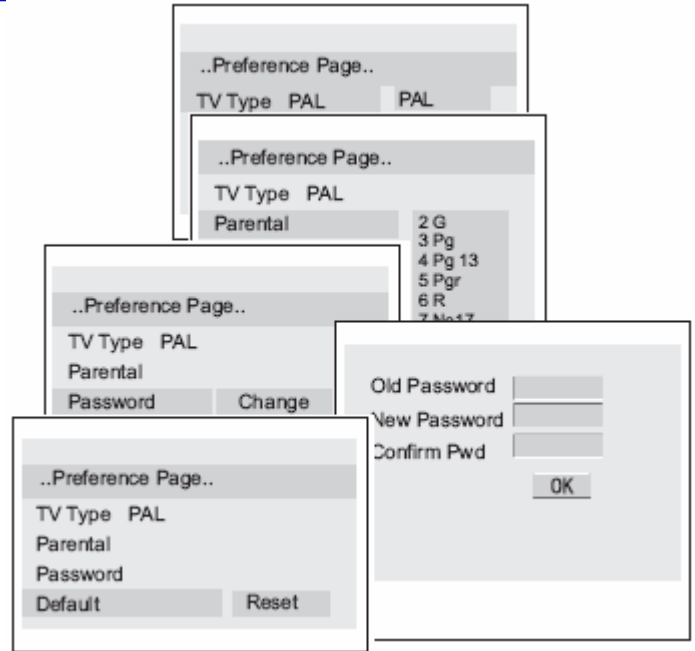 ..Preference Page..
TV Type PAL PAL
..Preference Page..
TV Type PAL
Parental
2 G
3 Pg
4 Pg 13
5 Pgr
6 R
7 No17
..Preference Page..
TV Type PAL
Parental
Password Change
Old Password
New Password
Confirm Pwd
OK
..Preference Page..
TV Type PAL
Parental
Password
Default Reset